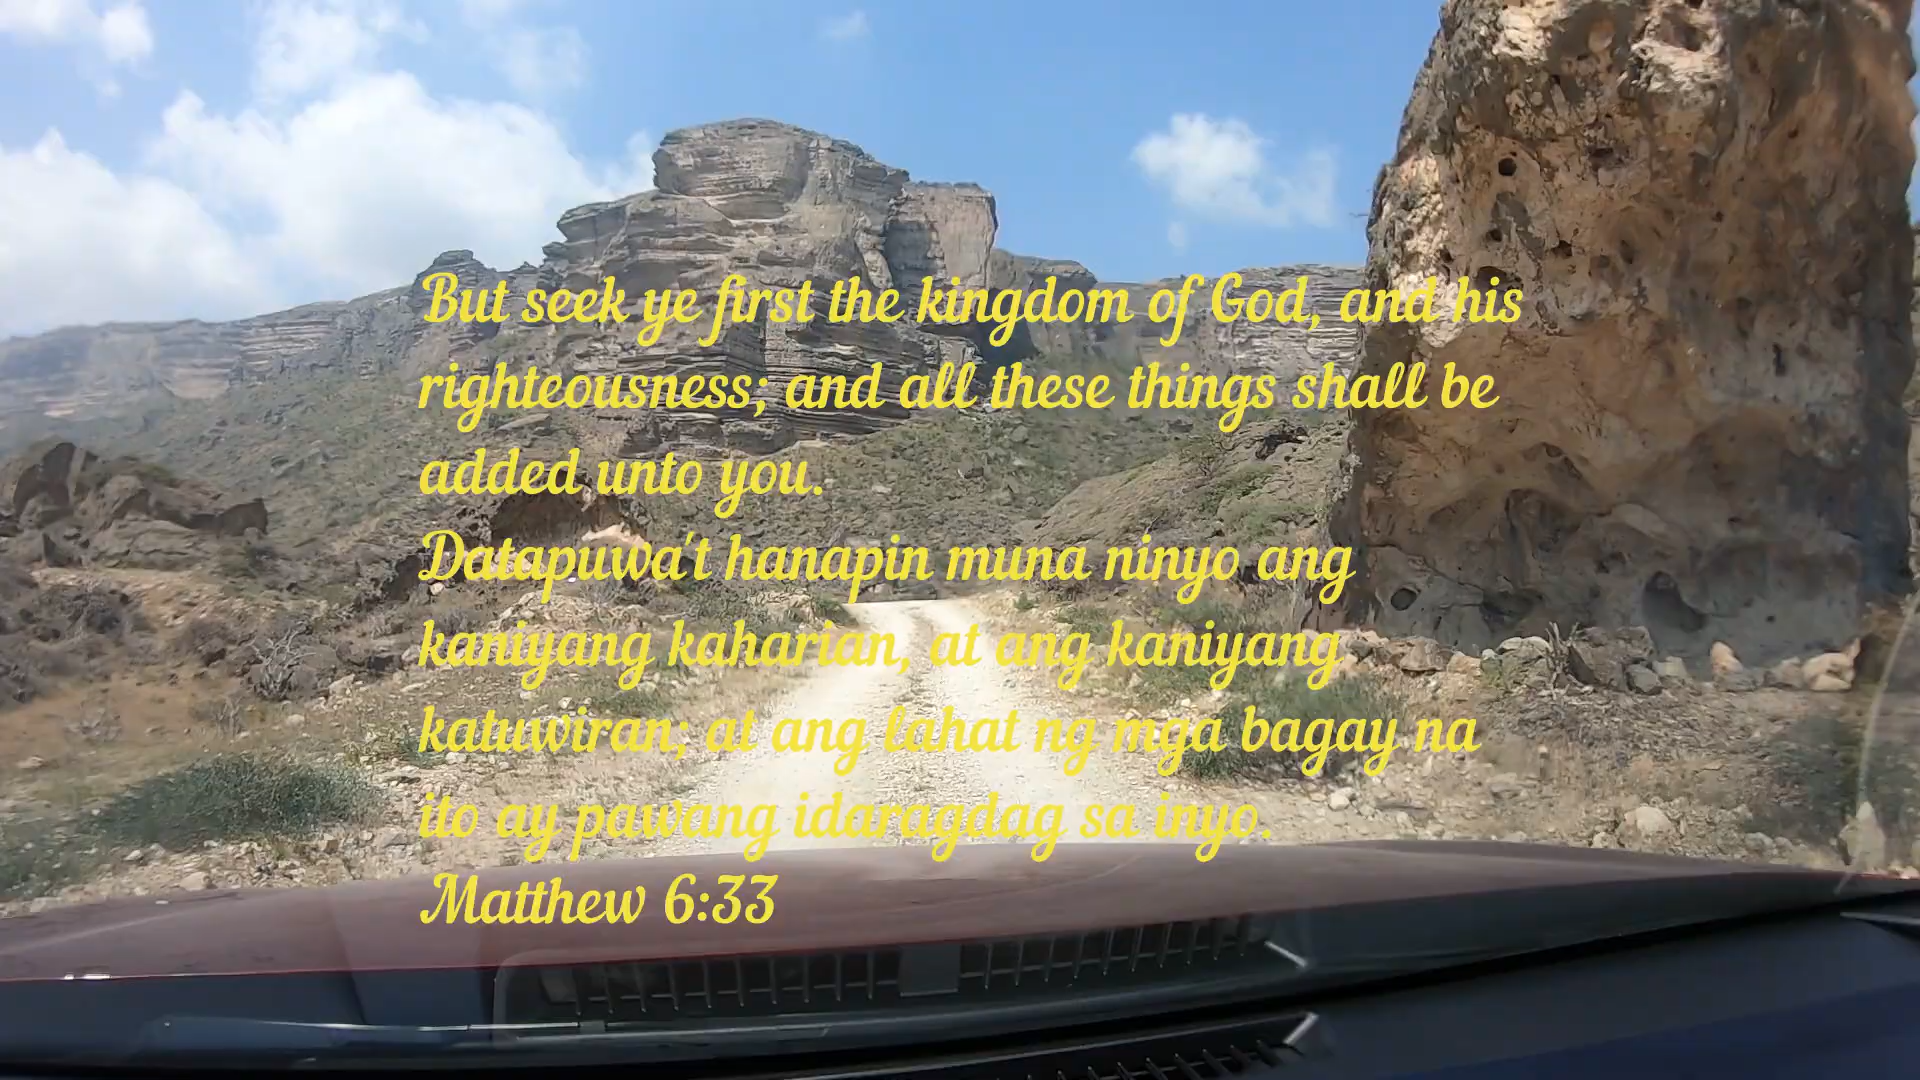 But seek ye first the kingdom of God, and his
righteousness; and all these things shall be
added unto you.
Datapuwa't hanapin muna ninyo ang
kaniyang kaharian, at ang kaniyang
katuwiran; at ang lahat ng mga bagay na
ito ay pawang idaragdag sa inyo.
Matthew 6:33